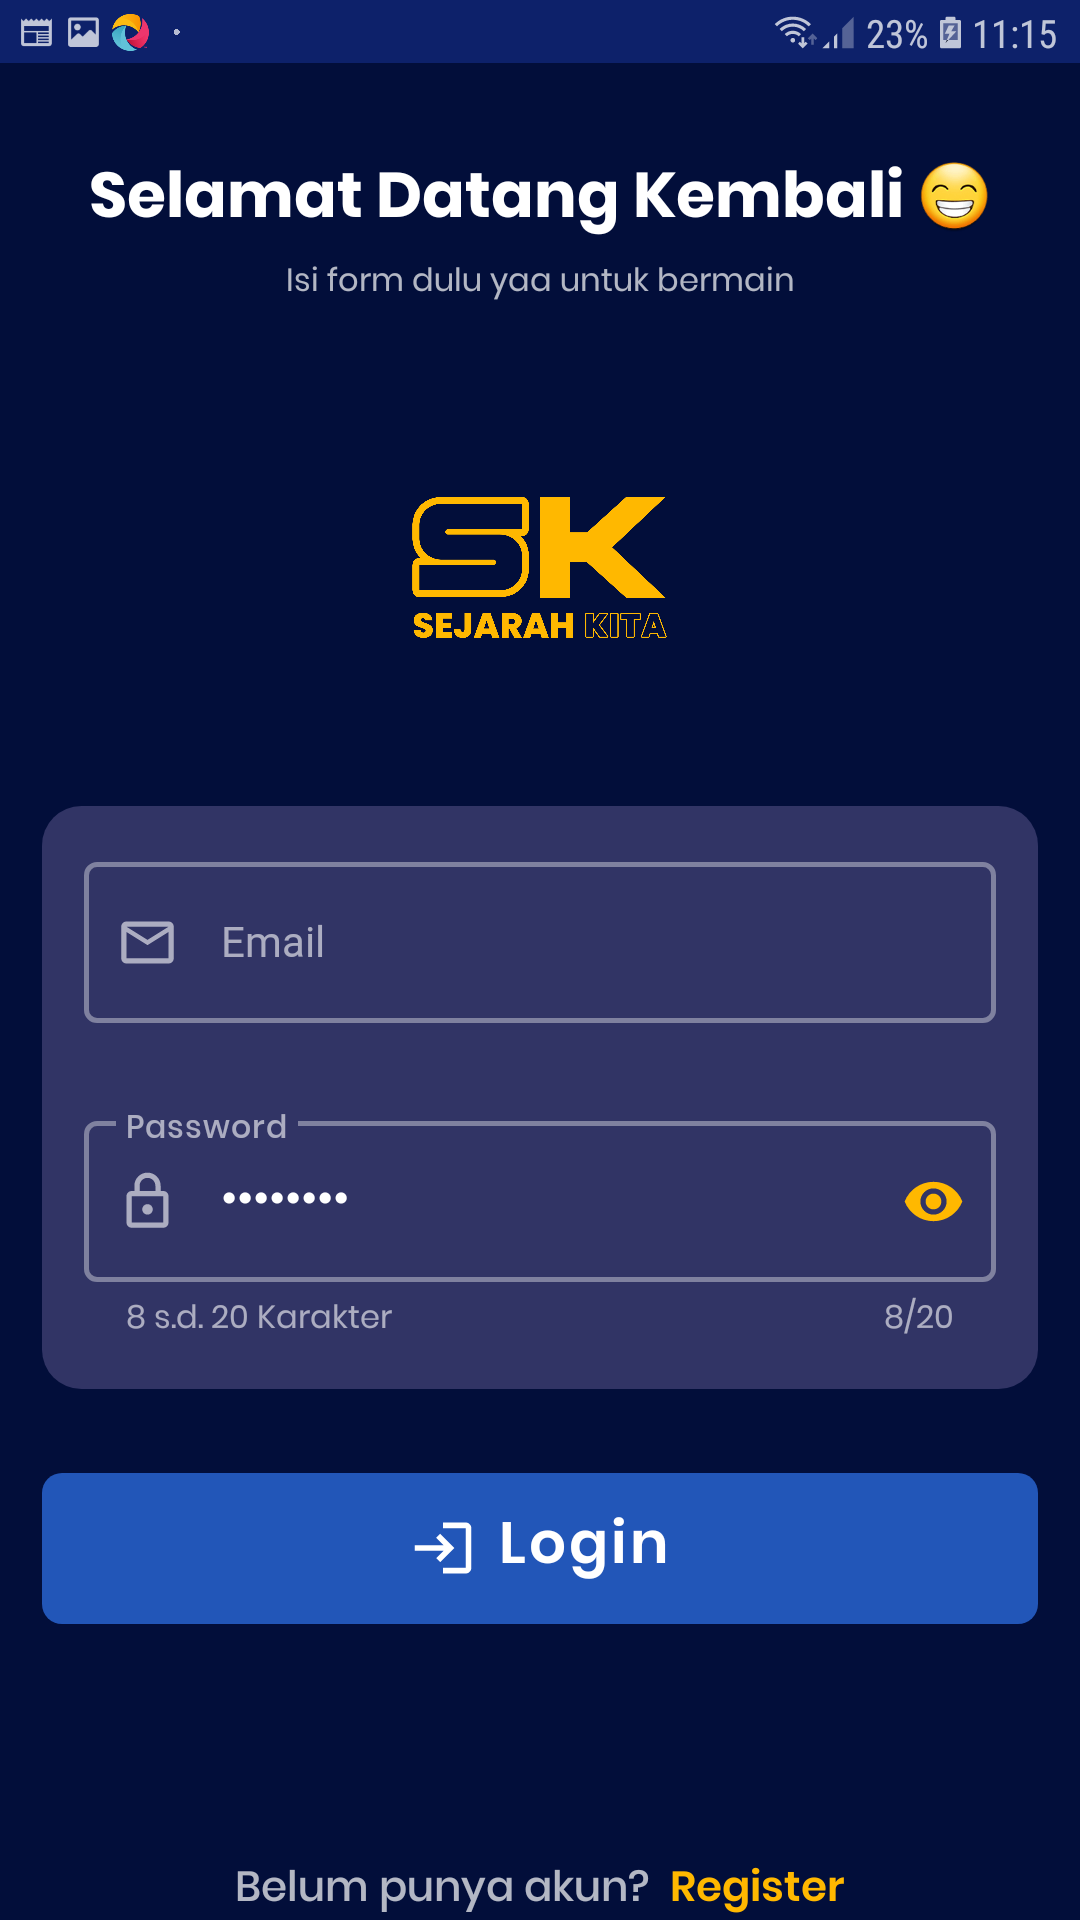 23% 11:15
Selamat Datang Kembali 😁
Isi form dulu yaa untuk bermain
SK
SEJARAH KITA
Email
Password
••••••••
8 s.d. 20 Karakter 8/20
Login
Belum punya akun? Register